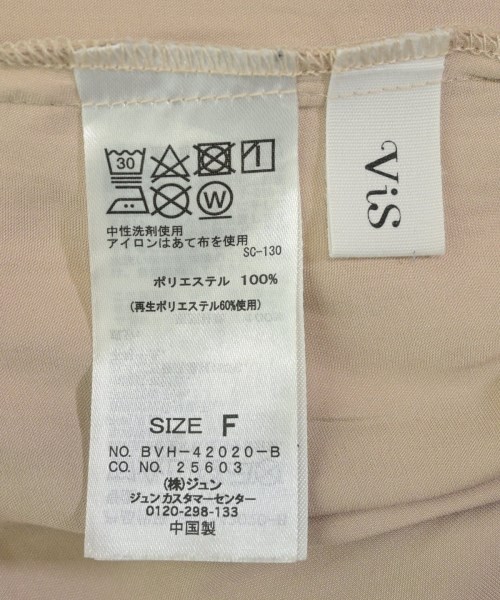 30
W
中性洗剤使用
アイロンはあて布を使用
SC-130
ポリエステル 100%
(再生ポリエステル60%使用)
SIZE F
NO. BVH-42020-B
CO. NO. 25603
(株)ジュン
ジュンカスタマーセンター
0120-298-133
中国製
ViS